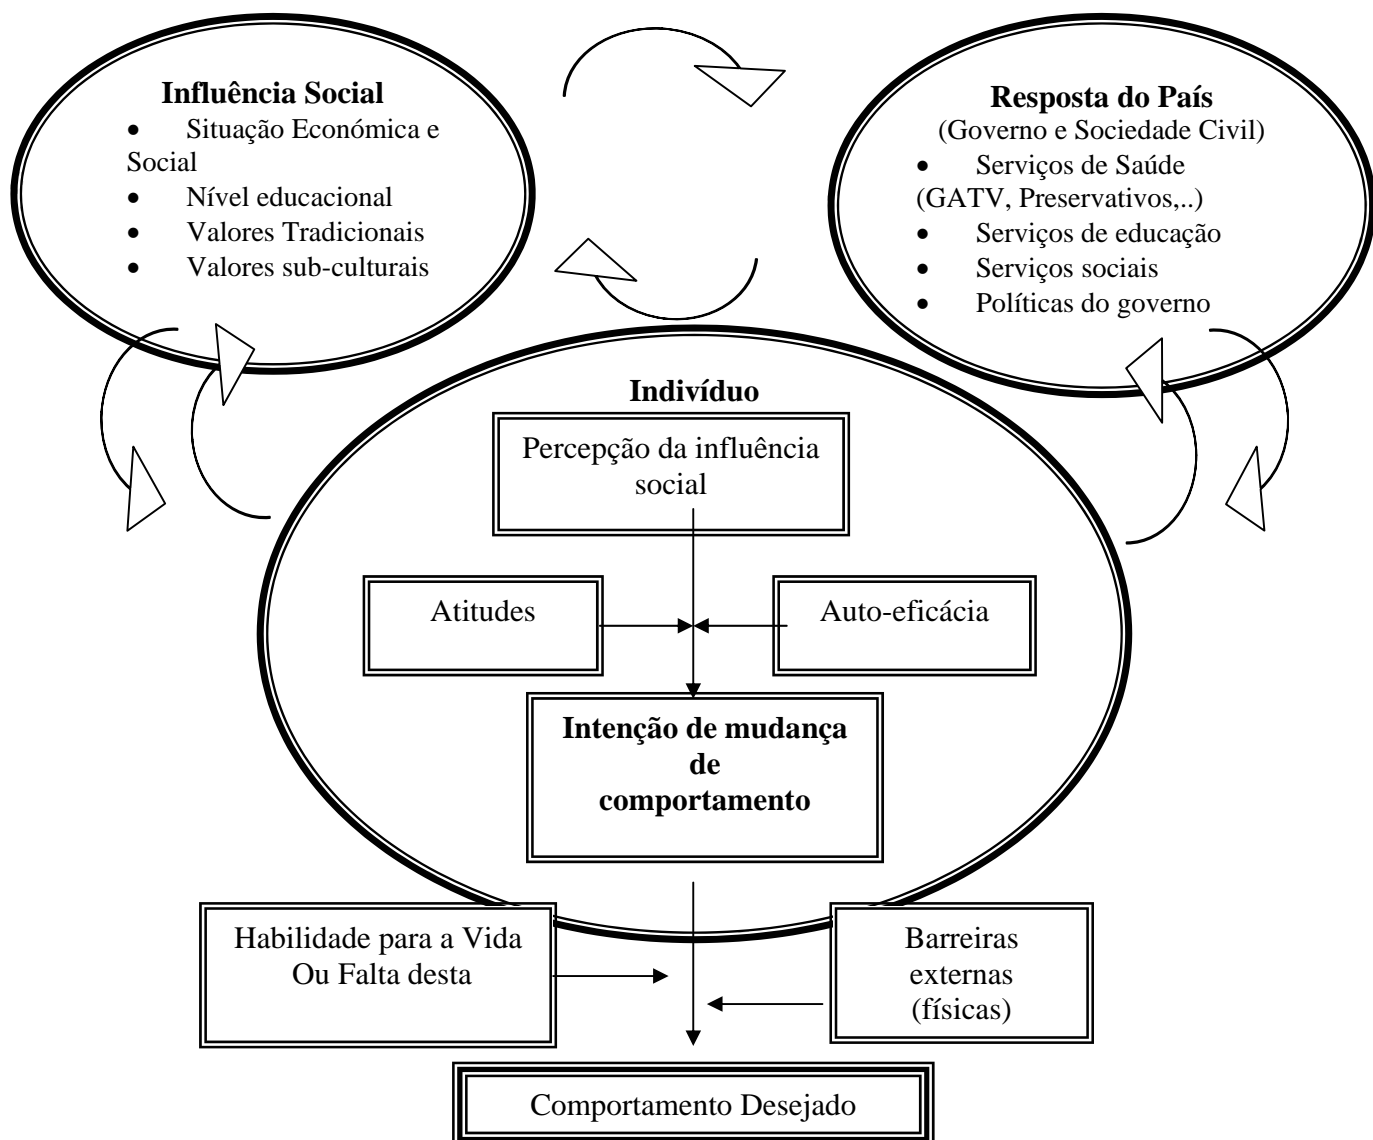 Influência Social
• Situação Económica e
Social
• Nível educacional
• Valores Tradicionais
• Valores sub-culturais
Resposta do País
(Governo e Sociedade Civil)
• Serviços de Saúde
(GATV, Preservativos,..)
• Serviços de educação
• Serviços sociais
• Políticas do governo
Indivíduo
Percepção da influência
social
Atitudes
Auto-eficácia
Intenção de mudança
de
comportamento
Habilidade para a Vida
Ou Falta desta
Barreiras
externas
(físicas)
Comportamento Desejado